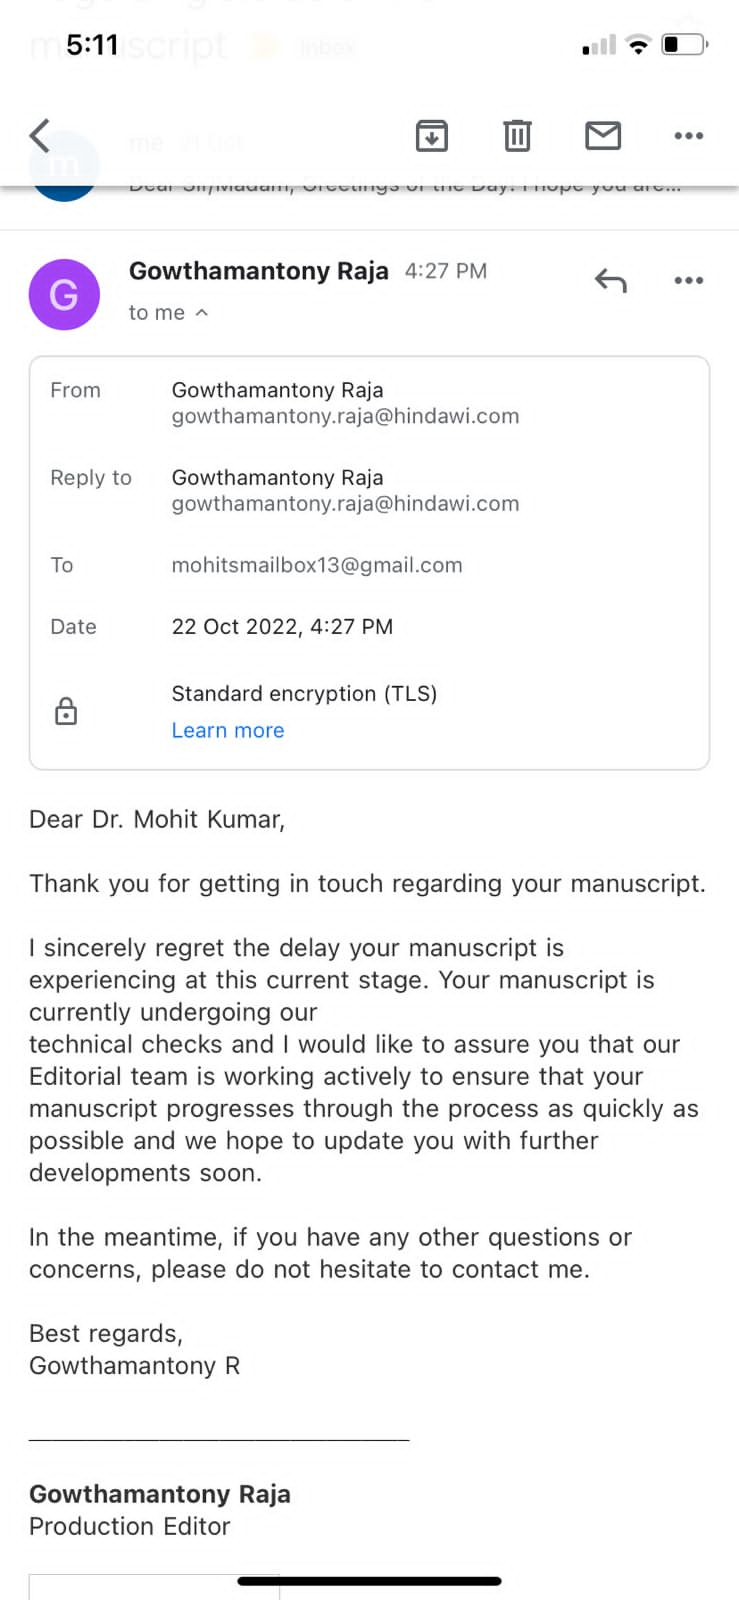 5:11
manuscript Inbox
me 21 Oct
m
Dear Sir/Madam, Greetings of the Day! I hope you are...
G
Gowthamantony Raja 4:27 PM
to me
From Gowthamantony Raja
gowthamantony.raja@hindawi.com
Reply to Gowthamantony Raja
gowthamantony.raja@hindawi.com
To mohitsmailbox13@gmail.com
Date 22 Oct 2022, 4:27 PM
Standard encryption (TLS)
Learn more
Dear Dr. Mohit Kumar,
Thank you for getting in touch regarding your manuscript.
I sincerely regret the delay your manuscript is
experiencing at this current stage. Your manuscript is
currently undergoing our
technical checks and I would like to assure you that our
Editorial team is working actively to ensure that your
manuscript progresses through the process as quickly as
possible and we hope to update you with further
developments soon.
In the meantime, if you have any other questions or
concerns, please do not hesitate to contact me.
Best regards,
Gowthamantony R
Gowthamantony Raja
Production Editor